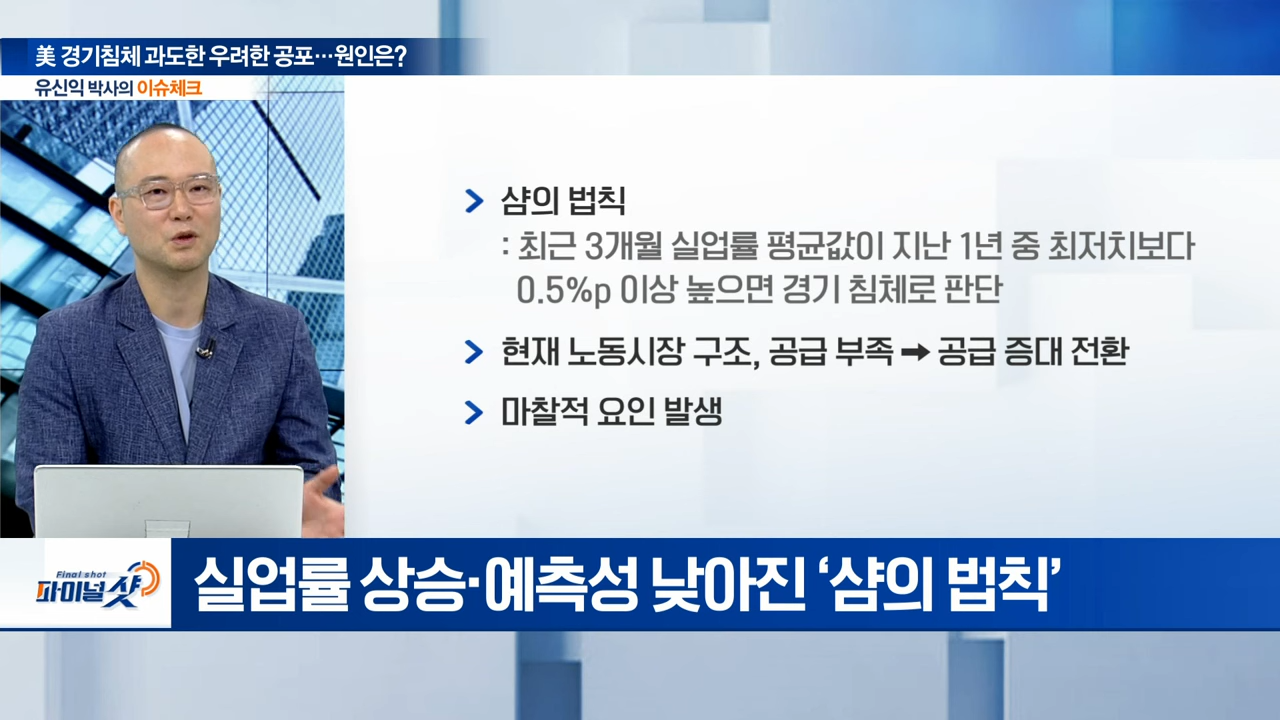 美 경기침체 과도한 우려한 공포…원인은?
유신익 박사의 이슈체크
샴의 법칙
: 최근 3개월 실업률 평균값이 지난 1년 중 최저치보다
0.5%p 이상 높으면 경기 침체로 판단
현재 노동시장 구조, 공급 부족 ➡ 공급 증대 전환
마찰적 요인 발생
Final shot
파이널샷
실업률 상승·예측성 낮아진 ‘샴의 법칙’